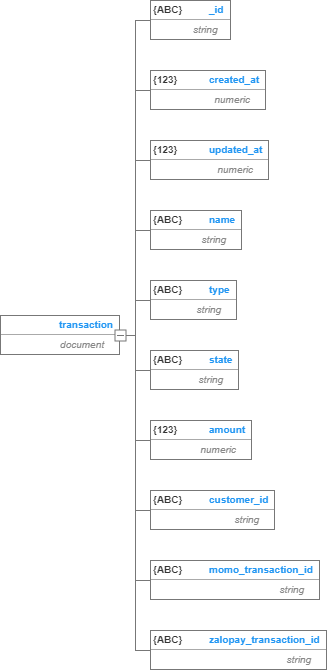 {ABC} _id
string
{123} created_at
numeric
{123} updated_at
numeric
{ABC} name
string
{ABC} type
string
transaction
document
{ABC} state
string
{123} amount
numeric
{ABC} customer_id
string
{ABC} momo_transaction_id
string
{ABC} zalopay_transaction_id
string